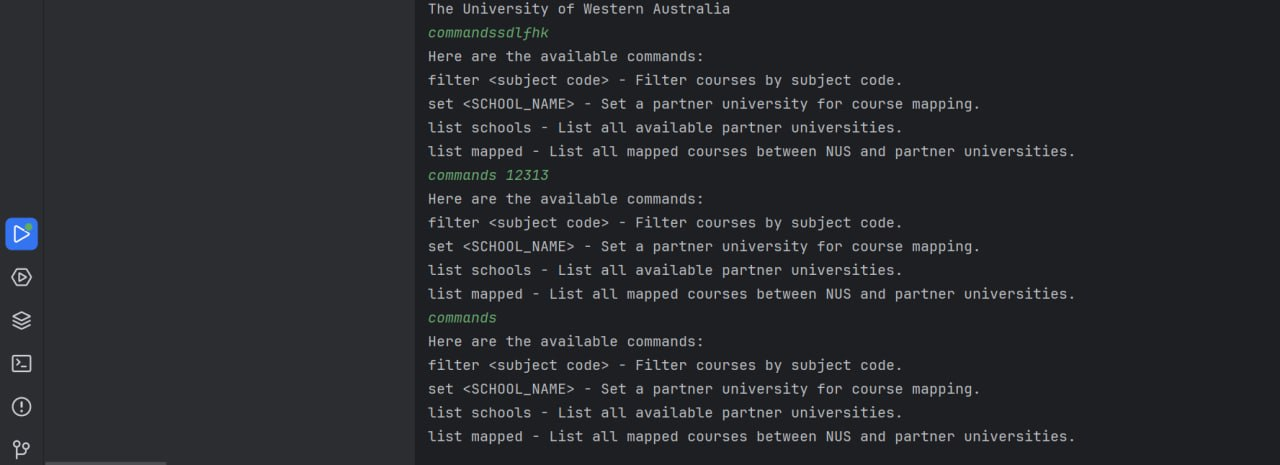 The University of Western Australia
commandssdlfhk
Here are the available commands:
filter <subject code> - Filter courses by subject code.
set <SCHOOL_NAME> - Set a partner university for course mapping.
list schools - List all available partner universities.
list mapped - List all mapped courses between NUS and partner universities.
commands 12313
Here are the available commands:
filter <subject code> - Filter courses by subject code.
set <SCHOOL_NAME> - Set a partner university for course mapping.
list schools - List all available partner universities.
list mapped - List all mapped courses between NUS and partner universities.
commands
Here are the available commands:
filter <subject code> - Filter courses by subject code.
set <SCHOOL_NAME> - Set a partner university for course mapping.
list schools - List all available partner universities.
list mapped - List all mapped courses between NUS and partner universities.